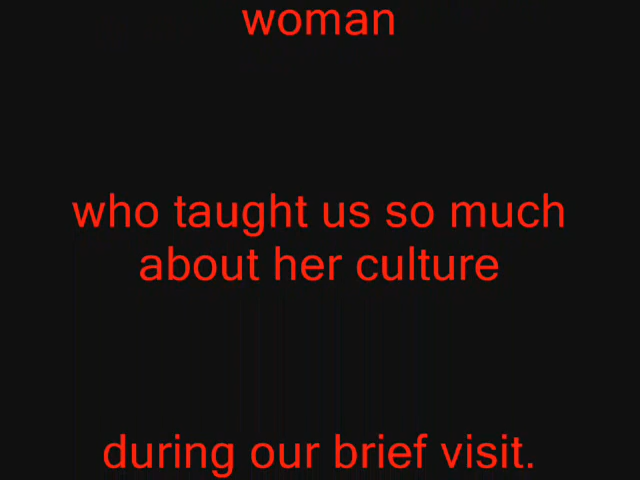 woman
who taught us so much
about her culture
during our brief visit.